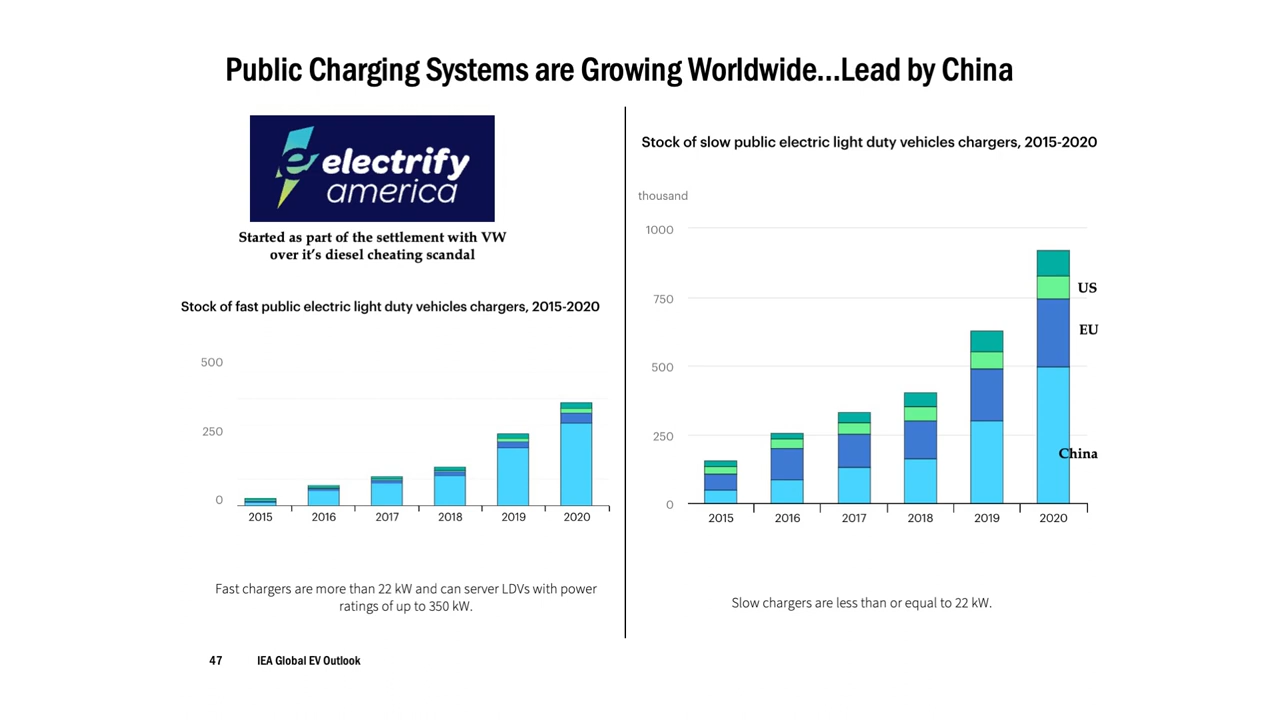 Public Charging Systems are Growing Worldwide...Lead by China
electrify
america
Started as part of the settlement with VW
over it's diesel cheating scandal
Stock of fast public electric light duty vehicles chargers, 2015-2020
500
250
0
2015 2016 2017 2018 2019 2020
Fast chargers are more than 22 kW and can server LDVs with power
ratings of up to 350 kW.
Stock of slow public electric light duty vehicles chargers, 2015-2020
thousand
1000
US
750
EU
500
250
China
0
2015 2016 2017 2018 2019 2020
Slow chargers are less than or equal to 22 kW.
47 IEA Global EV Outlook